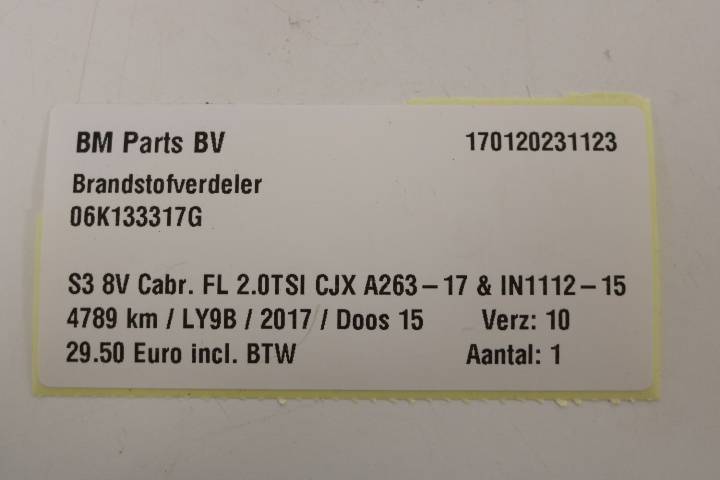 BM Parts BV 170120231123
Brandstofverdeler
06K133317G
S3 8V Cabr. FL 2.0TSI CJX A263-17 & IN1112-15
4789 km / LY9B / 2017 / Doos 15 Verz: 10
29.50 Euro incl. BTW Aantal: 1